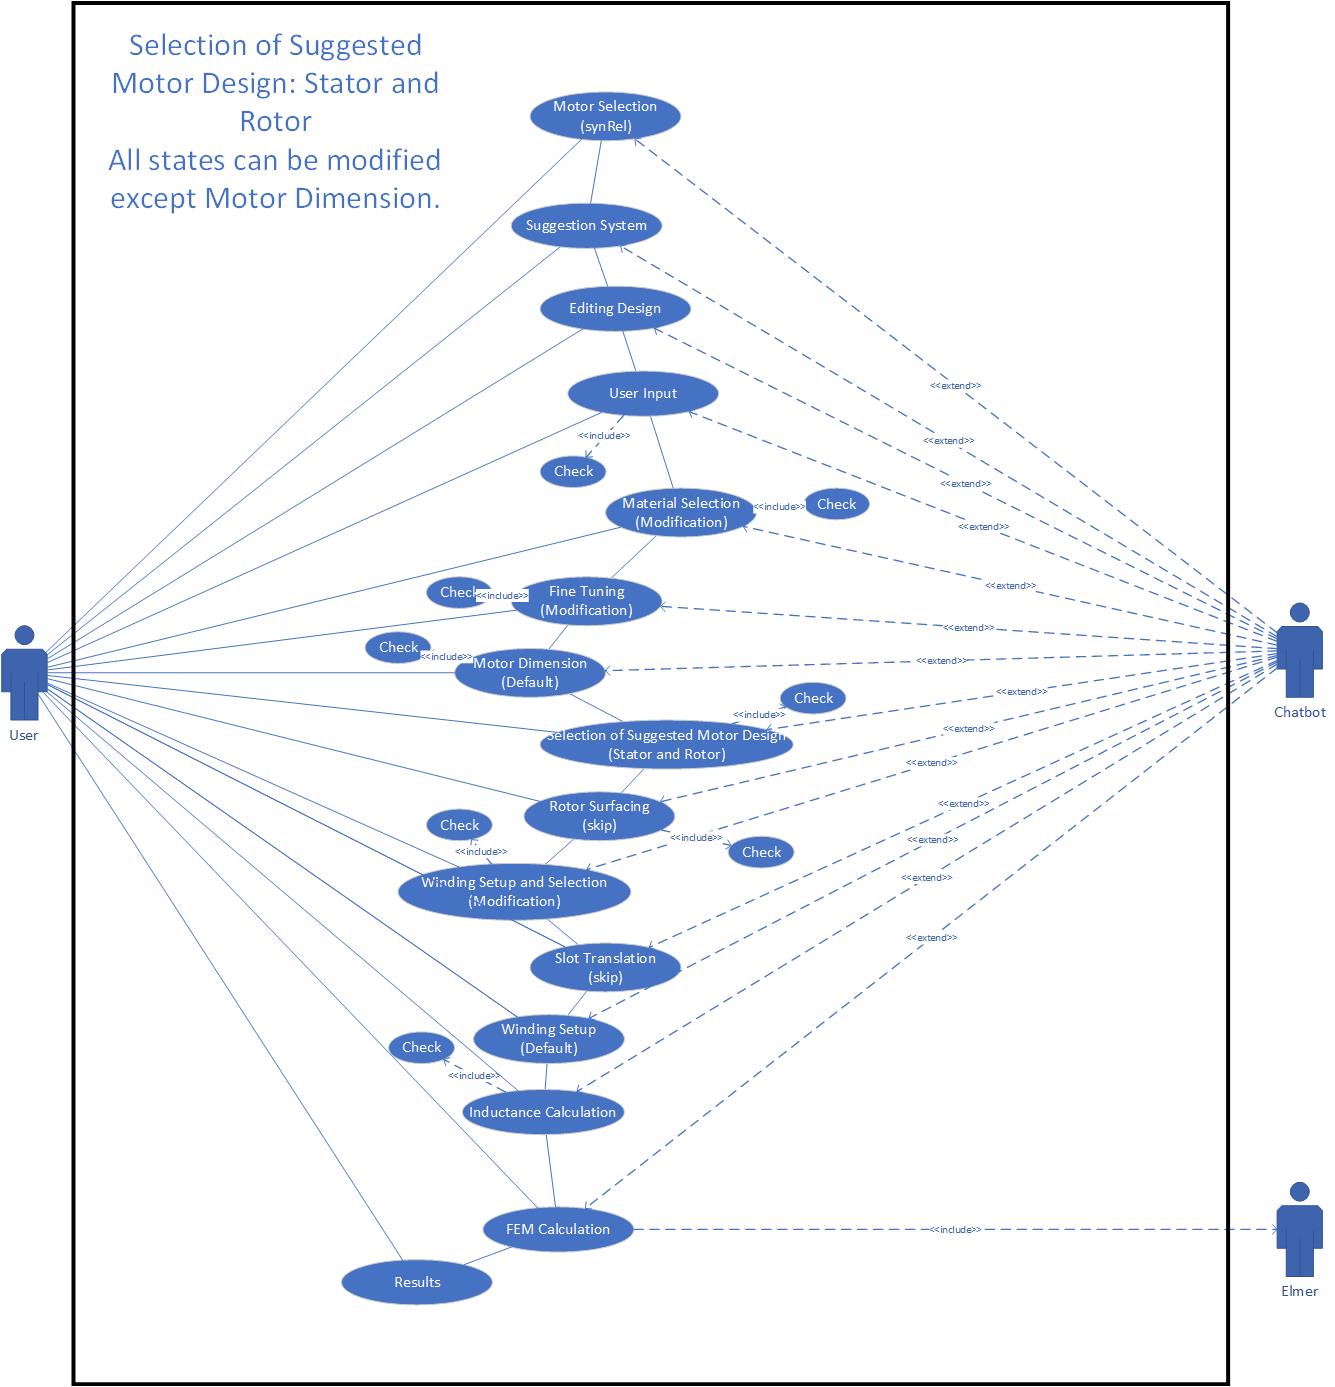 Selection of Suggested
Motor Design: Stator and
Rotor
All states can be modified
except Motor Dimension.
Motor Selection
(synRel)
Suggestion System
Editing Design
<<extend>>
User Input
<<include>>
<<extend>>
Check
<<extend>>
Material Selection
(Modification)
<<include>>
Check
<<extend>>
<<extend>>
Check
<<include>>
Fine Tuning
(Modification)
<<extend>>
Check
<<include>>
Motor Dimension
(Default)
<<extend>>
<<extend>>
Check
<<include>>
User
Chatbot
Selection of Suggested Motor Design
(Stator and Rotor)
<<extend>>
<<extend>>
Rotor Surfacing
(skip)
<<extend>>
Check
<<include>>
<<include>>
Check
<<extend>>
Winding Setup and Selection
(Modification)
<<extend>>
<<extend>>
Slot Translation
(skip)
Winding Setup
(Default)
Check
<<include>>
Inductance Calculation
FEM Calculation
<<include>>
Results
Elmer